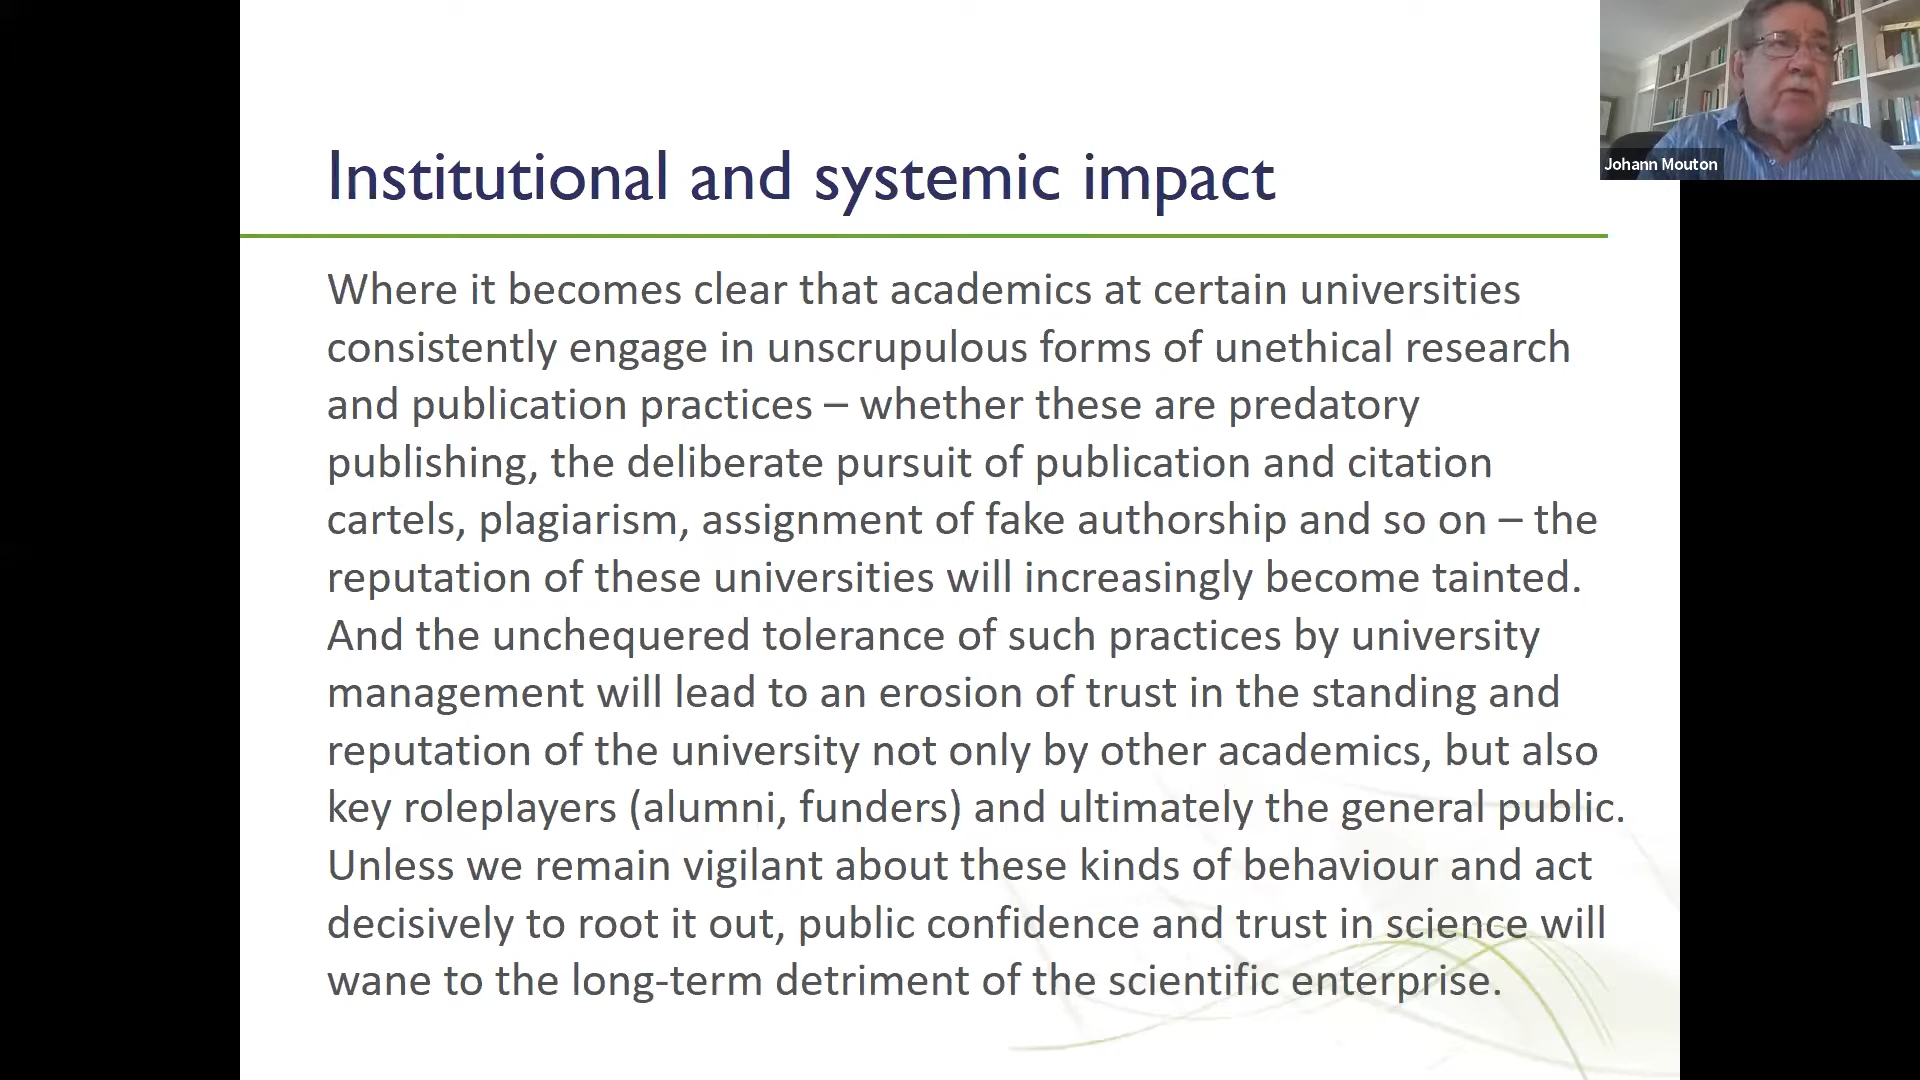 Institutional and systemic impact
Johann Mouton
Where it becomes clear that academics at certain universities
consistently engage in unscrupulous forms of unethical research
and publication practices – whether these are predatory
publishing, the deliberate pursuit of publication and citation
cartels, plagiarism, assignment of fake authorship and so on – the
reputation of these universities will increasingly become tainted.
And the unchequered tolerance of such practices by university
management will lead to an erosion of trust in the standing and
reputation of the university not only by other academics, but also
key roleplayers (alumni, funders) and ultimately the general public.
Unless we remain vigilant about these kinds of behaviour and act
decisively to root it out, public confidence and trust in science will
wane to the long-term detriment of the scientific enterprise.